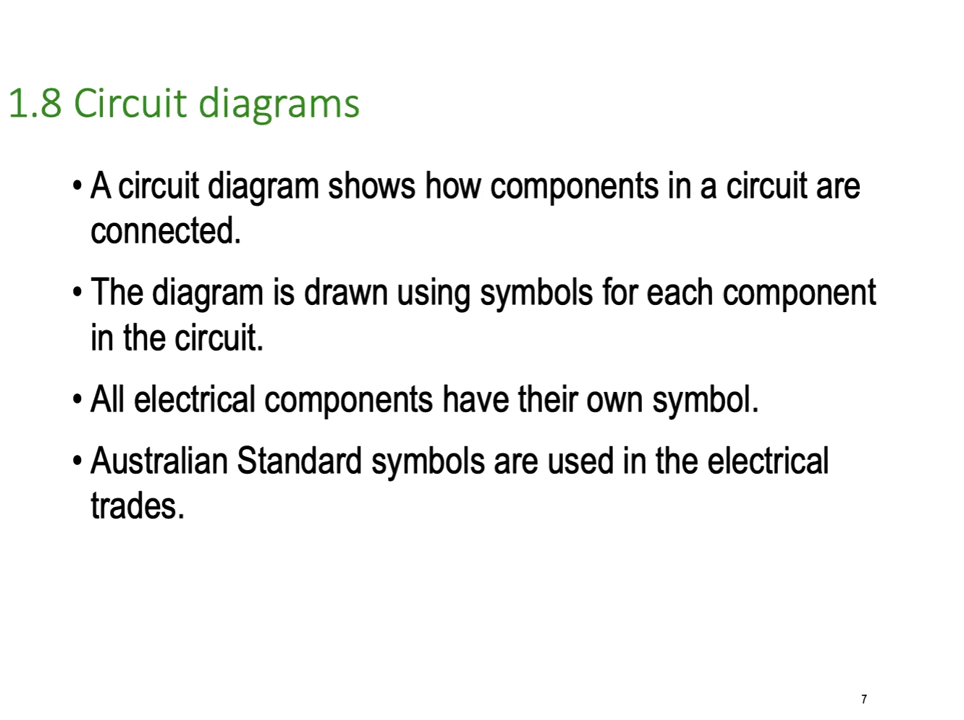 1.8 Circuit diagrams
• A circuit diagram shows how components in a circuit are
connected.
• The diagram is drawn using symbols for each component
in the circuit.
• All electrical components have their own symbol.
• Australian Standard symbols are used in the electrical
trades.
7